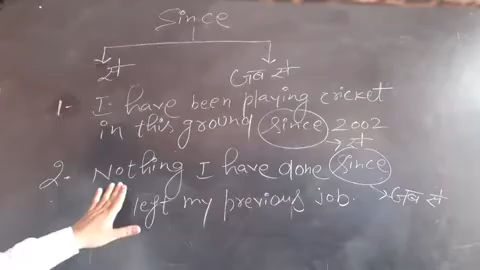 Since
से जब से
1- I have been playing cricket
in this ground since 2002
से
2. Nothing I have done since
left my previous job. जब से